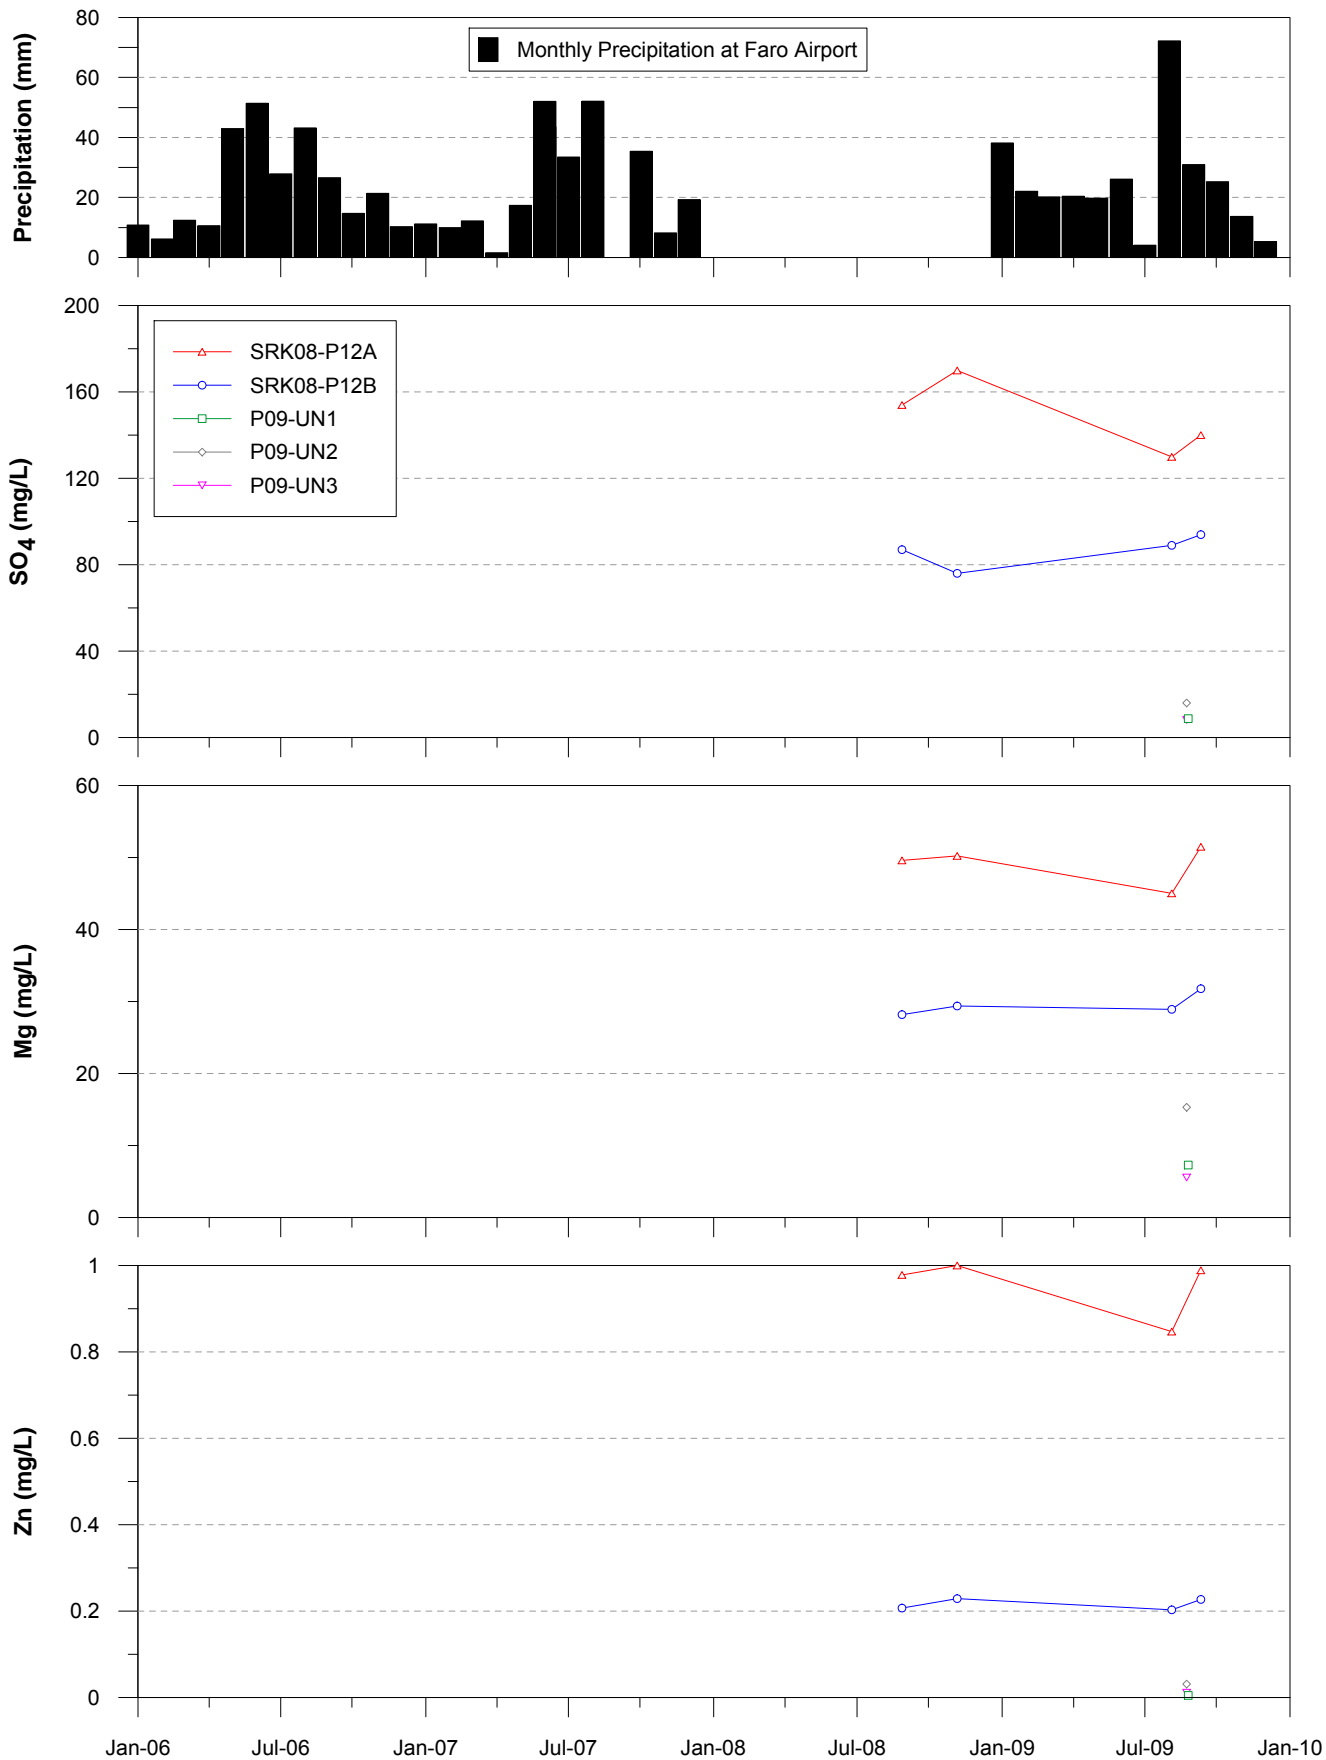 Precipitation (mm)
80
60
40
20
0
Monthly Precipitation at Faro Airport
SO4 (mg/L)
200
160
120
80
40
0
SRK08-P12A
SRK08-P12B
P09-UN1
P09-UN2
P09-UN3
Mg (mg/L)
60
40
20
0
Zn (mg/L)
1
0.8
0.6
0.4
0.2
0
Jan-06 Jul-06 Jan-07 Jul-07 Jan-08 Jul-08 Jan-09 Jul-09 Jan-10